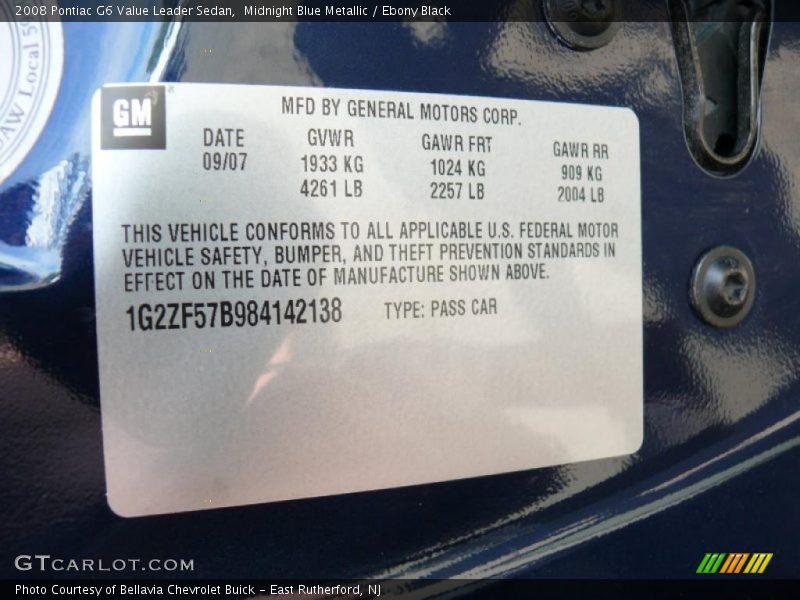 2008 Pontiac G6 Value Leader Sedan, Midnight Blue Metallic / Ebony Black
UAW Local
GM
MFD BY GENERAL MOTORS CORP.
DATE GVWR GAWR FRT GAWR RR
09/07 1933 KG 1024 KG 909 KG
4261 LB 2257 LB 2004 LB
THIS VEHICLE CONFORMS TO ALL APPLICABLE U.S. FEDERAL MOTOR
VEHICLE SAFETY, BUMPER, AND THEFT PREVENTION STANDARDS IN
EFFECT ON THE DATE OF MANUFACTURE SHOWN ABOVE.
1G2ZF57B984142138 TYPE: PASS CAR
GTCARLOT.COM
Photo Courtesy of Bellavia Chevrolet Buick - East Rutherford, NJ